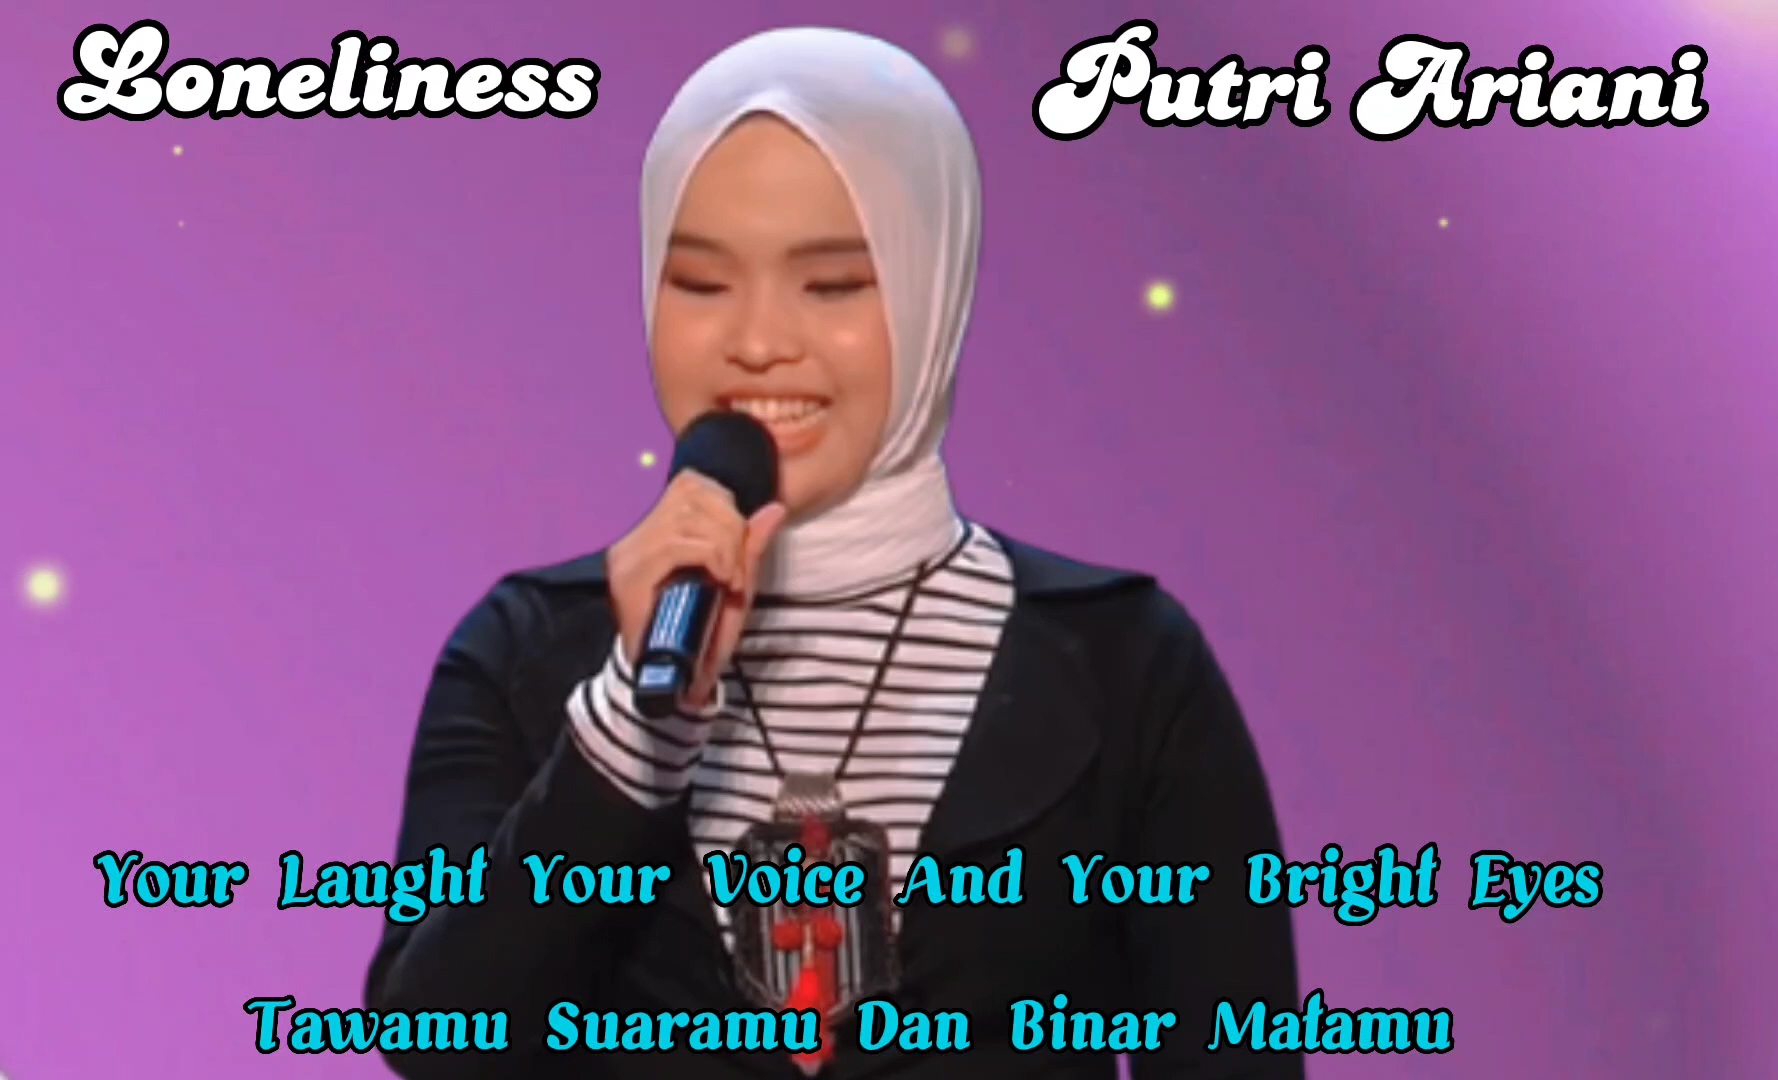 Loneliness
Putri Ariani
Your Laught Your Voice And Your Bright Eyes
Tawamu Suaramu Dan Binar Matamu